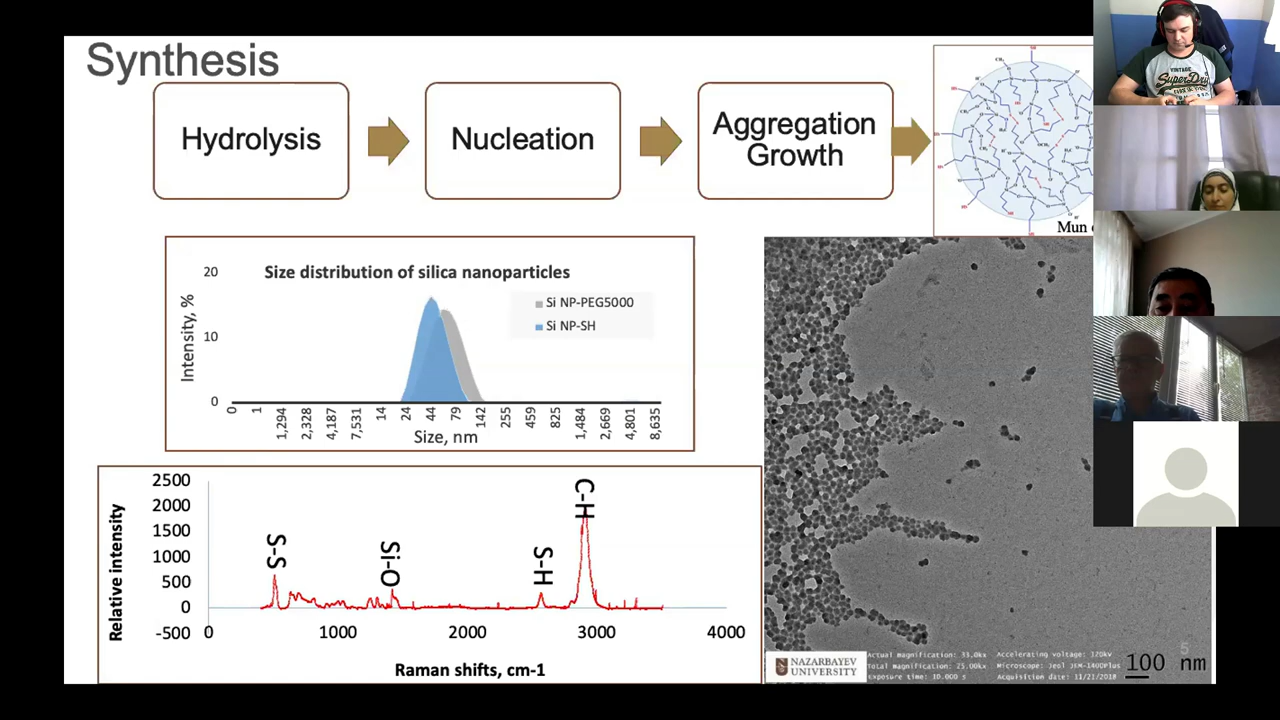 Synthesis
Hydrolysis
Nucleation
Aggregation
Growth
Mun
Size distribution of silica nanoparticles
Intensity, %
20
10
0
Si NP-PEG5000
Si NP-SH
0
1
1,294
2,328
4,187
7,531
14
24
44
79
142
255
459
825
1,484
2,669
4,801
8,635
Size, nm
Relative intensity
2500
2000
1500
1000
500
0
-500
S-S
Si-O
S-H
C-H
0
1000
2000
3000
4000
Raman shifts, cm-1
NAZARBAYEV
UNIVERSITY
Actual magnification: 33.0kx Accelerating voltage: 120kV
Total magnification: 25.00kx Microscope: Jeol JEM-1400Plus
Exposure time: 10.000 s Acquisition date: 11/21/2018
5
100 nm
VINTAGE
SUPERDRY